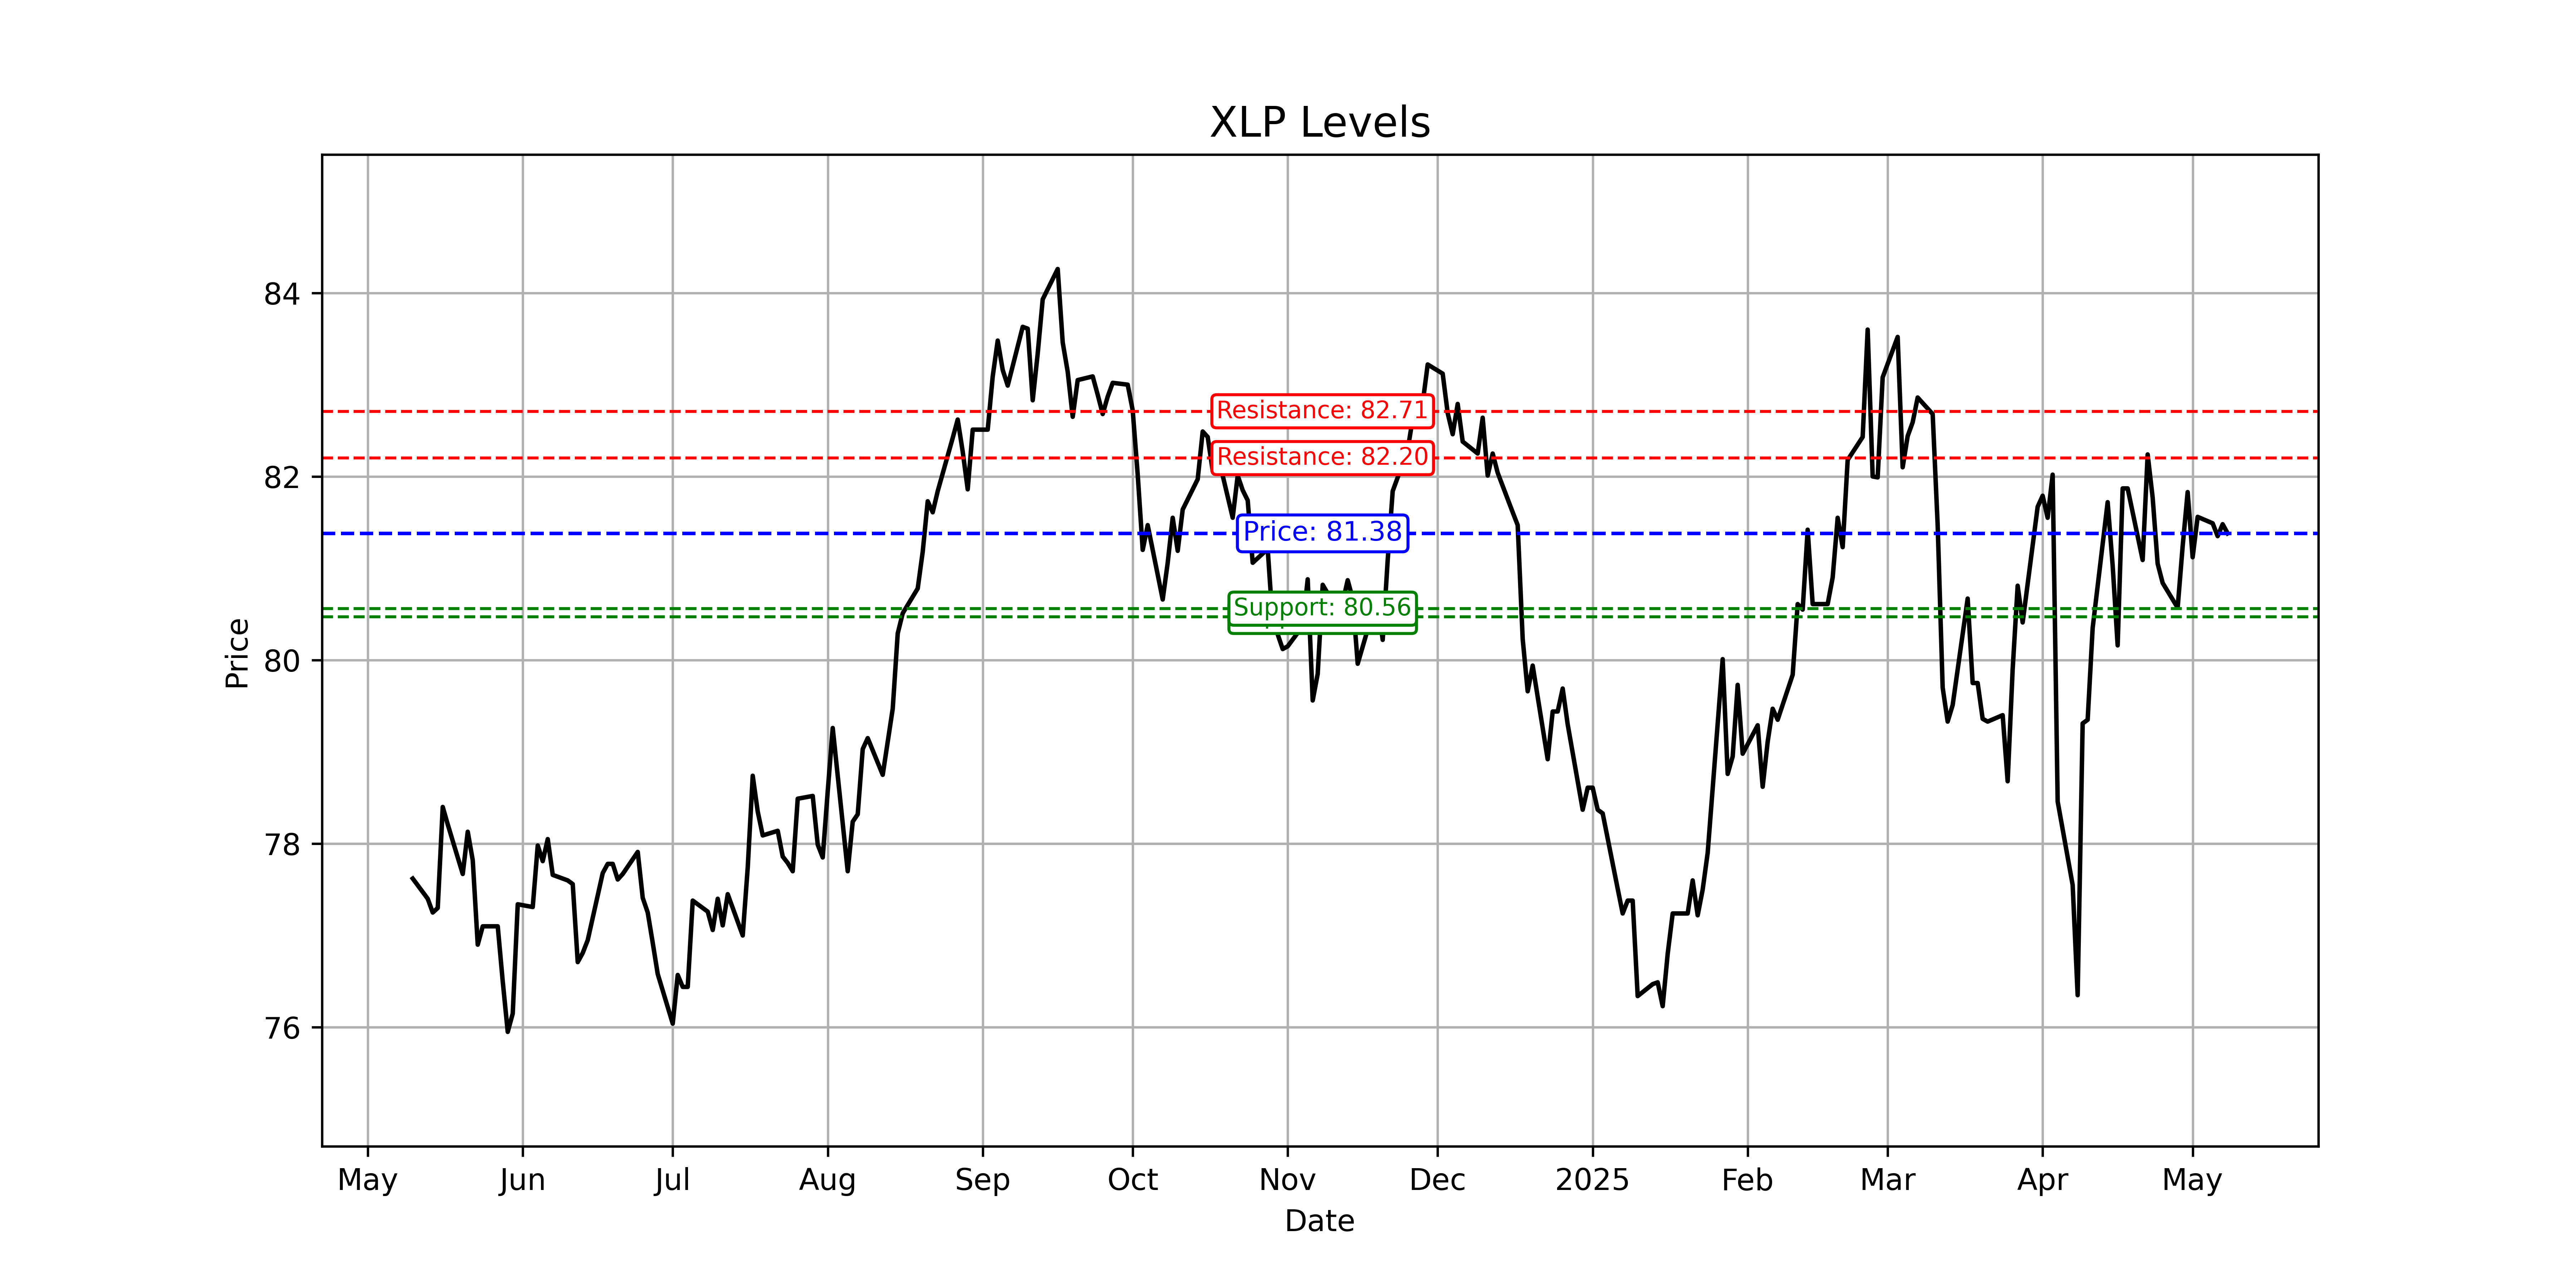 XLP Levels
84
82
80
78
76
Price
Resistance: 82.71
Resistance: 82.20
Price: 81.38
Support: 80.56
May Jun Jul Aug Sep Oct Nov Dec 2025 Feb Mar Apr May
Date